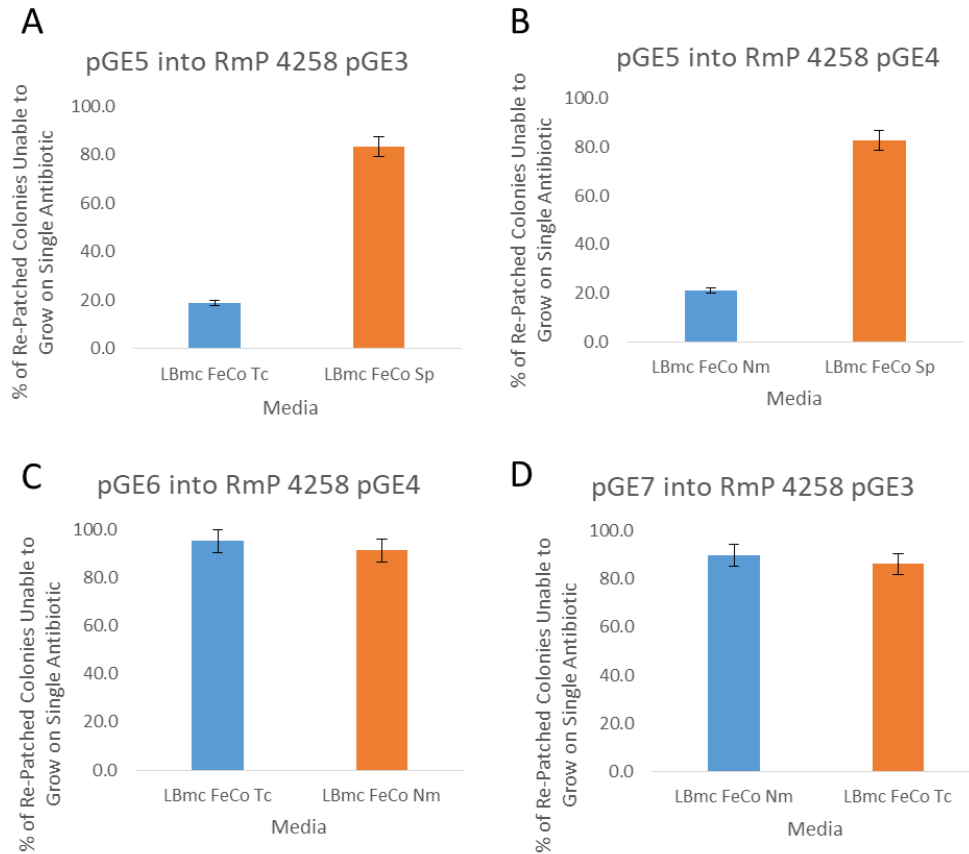 A
pGE5 into RmP 4258 pGE3
% of Re-Patched Colonies Unable to
Grow on Single Antibiotic
100.0
80.0
60.0
40.0
20.0
0.0
LBmc FeCo Tc
LBmc FeCo Sp
Media
B
pGE5 into RmP 4258 pGE4
% of Re-Patched Colonies Unable to
Grow on Single Antibiotic
100.0
80.0
60.0
40.0
20.0
0.0
LBmc FeCo Nm
LBmc FeCo Sp
Media
C
pGE6 into RmP 4258 pGE4
% of Re-Patched Colonies Unable to
Grow on Single Antibiotic
100.0
80.0
60.0
40.0
20.0
0.0
LBmc FeCo Tc
LBmc FeCo Nm
Media
D
pGE7 into RmP 4258 pGE3
% of Re-Patched Colonies Unable to
Grow on Single Antibiotic
100.0
80.0
60.0
40.0
20.0
0.0
LBmc FeCo Nm
LBmc FeCo Tc
Media